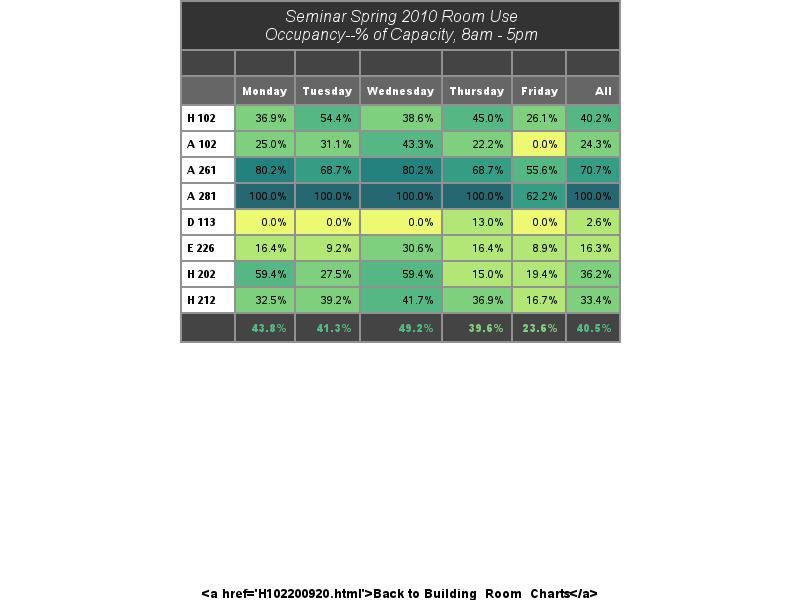 Seminar Spring 2010 Room Use
Occupancy--% of Capacity, 8am - 5pm
Monday Tuesday Wednesday Thursday Friday All
H 102 36.9% 54.4% 38.6% 45.0% 26.1% 40.2%
A 102 25.0% 31.1% 43.3% 22.2% 0.0% 24.3%
A 261 80.2% 68.7% 80.2% 68.7% 55.6% 70.7%
A 281 100.0% 100.0% 100.0% 100.0% 62.2% 100.0%
D 113 0.0% 0.0% 0.0% 13.0% 0.0% 2.6%
E 226 16.4% 9.2% 30.6% 16.4% 8.9% 16.3%
H 202 59.4% 27.5% 59.4% 15.0% 19.4% 36.2%
H 212 32.5% 39.2% 41.7% 36.9% 16.7% 33.4%
43.8% 41.3% 49.2% 39.6% 23.6% 40.5%
<a href='H102200920.html'>Back to Building_Room_Charts</a>